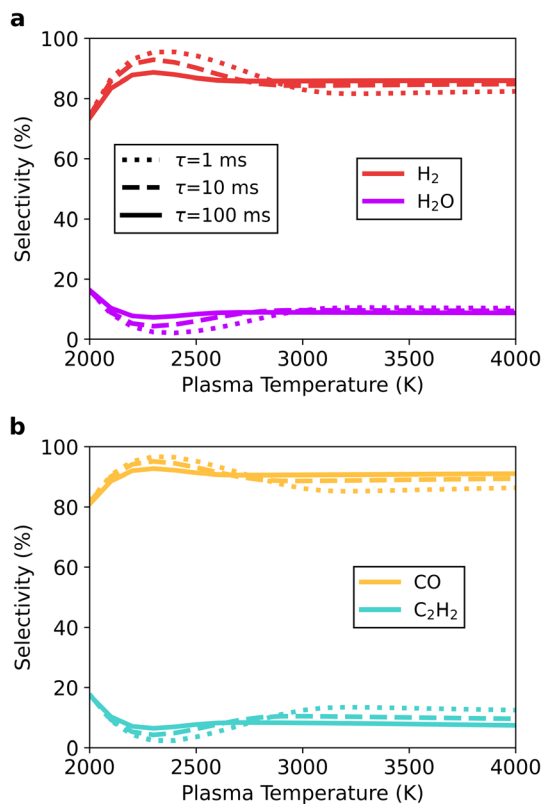 a
100
80
60
40
20
0
Selectivity (%)
τ=1 ms
τ=10 ms
τ=100 ms
H₂
H₂O
2000 2500 3000 3500 4000
Plasma Temperature (K)
b
100
80
60
40
20
0
Selectivity (%)
CO
C₂H₂
2000 2500 3000 3500 4000
Plasma Temperature (K)